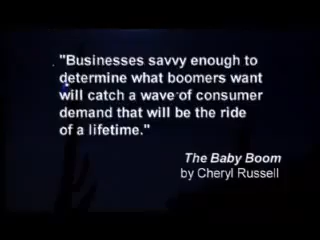 "Businesses savvy enough to
determine what boomers want
will catch a wave of consumer
demand that will be the ride
of a lifetime."
The Baby Boom
by Cheryl Russell